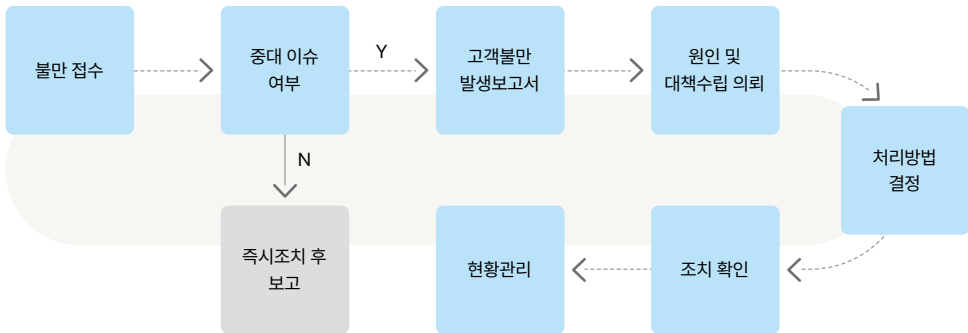 불만 접수
중대 이슈
여부
Y
고객불만
발생보고서
원인 및
대책수립 의뢰
처리방법
결정
N
즉시조치 후
보고
현황관리
조치 확인